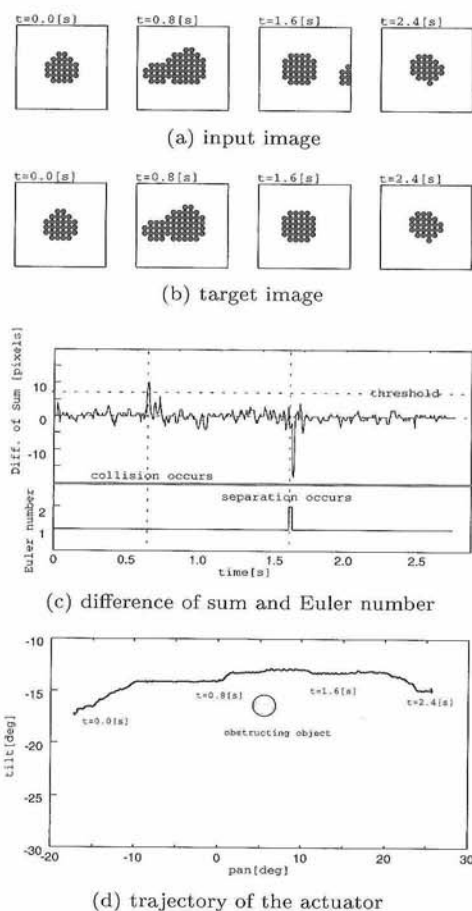 t=0.0[s] t=0.8[s] t=1.6[s] t=2.4[s]
(a) input image
t=0.0[s] t=0.8[s] t=1.6[s] t=2.4[s]
(b) target image
Diff. of Sum [pixels]
10
0
-10
threshold
collision occurs
Euler number
2
1
separation occurs
0 0.5 1.0 1.5 2.0 2.5
time[s]
(c) difference of sum and Euler number
tilt[deg]
-10
-15
-20
-25
-30
t=0.0[s]
t=0.8[s]
t=1.6[s]
t=2.4[s]
obstructing object
-20 -10 0 10 20 30
pan[deg]
(d) trajectory of the actuator